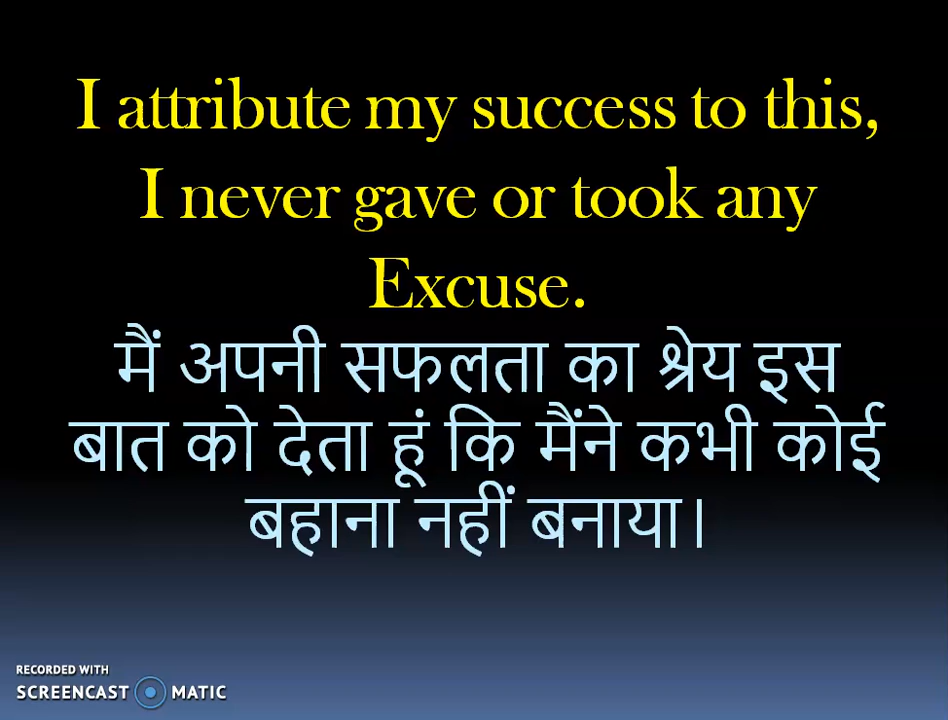 I attribute my success to this,
I never gave or took any
Excuse.
मैं अपनी सफलता का श्रेय इस
बात को देता हूं कि मैंने कभी कोई
बहाना नहीं बनाया।
RECORDED WITH
SCREENCAST MATIC